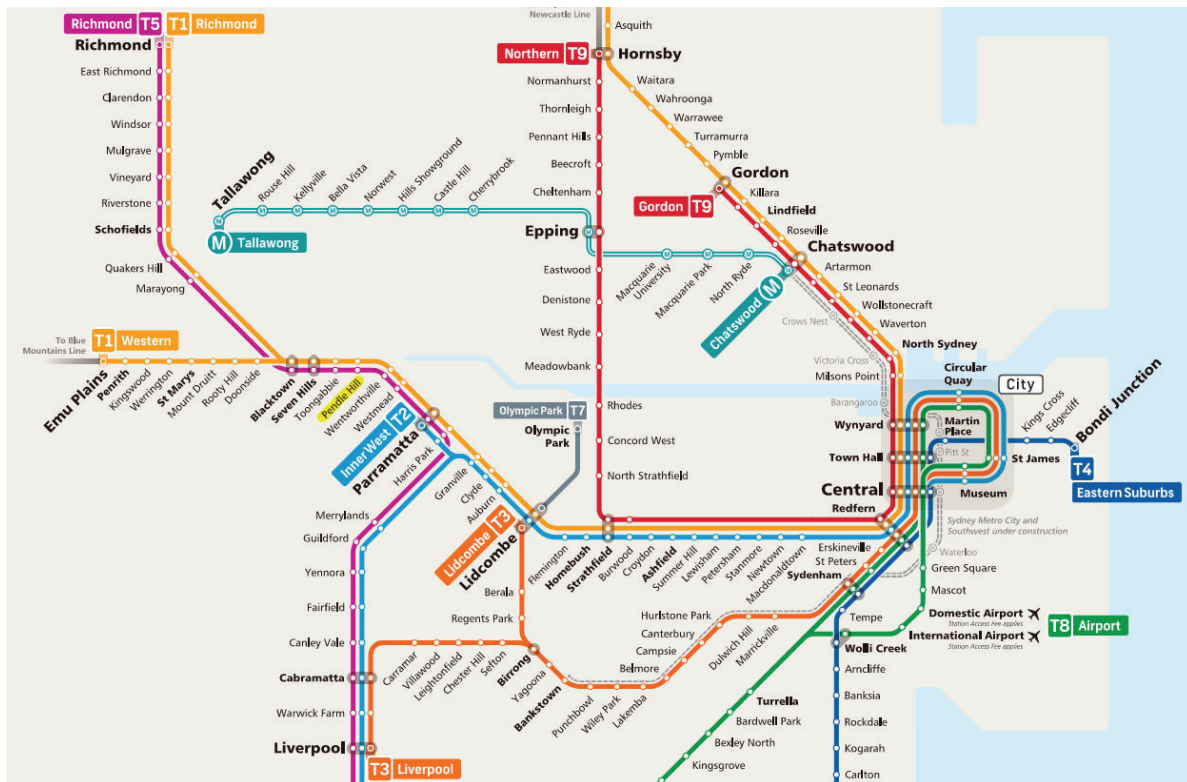 Newcastle Line
Asquith
Richmond T5
T1 Richmond
Richmond
Northern T9
Hornsby
East Richmond
Normanhurst
Waitara
Clarendon
Thornleigh
Wahroonga
Windsor
Pennant Hills
Warrawee
Mulgrave
Beecroft
Turramurra
Vineyard
Cheltenham
Pymble
Riverstone
Gordon
Schofields
Gordon T9
Killara
Quakers Hill
Lindfield
Marayong
Roseville
Tallawong
Rouse Hill
Kellyville
Bella Vista
Norwest
Hills Showground
Castle Hill
Cherrybrook
M
Tallawong
Epping
Chatswood
Macquarie
University
Macquarie Park
North Ryde
Chatswood M
Eastwood
Denistone
West Ryde
Meadowbank
Rhodes
Concord West
North Strathfield
Artarmon
St Leonards
Wollstonecraft
Waverton
North Sydney
Milsons Point
Crows Nest
Victoria Cross
Barangaroo
To Blue
Mountains Line
T1 Western
Emu Plains
Penrith
Kingswood
Werrington
St Marys
Mount Druitt
Rooty Hill
Doonside
Blacktown
Seven Hills
Toongabbie
Pendle Hill
Wentworthville
Westmead
Inner West T2
Parramatta
Harris Park
Granville
Clyde
Auburn
Olympic Park T7
Olympic
Park
Lidcombe T3
Lidcombe
Circular
Quay
City
Wynyard
Martin
Place
Town Hall
Pitt St
Central
Museum
St James
Kings Cross
Edgecliff
Bondi Junction
T4
Eastern Suburbs
Redfern
Sydney Metro City and
Southwest under construction
Waterloo
Flemington
Homebush
Strathfield
Burwood
Croydon
Ashfield
Summer Hill
Lewisham
Petersham
Stanmore
Newtown
Macdonaldtown
Erskineville
St Peters
Sydenham
Green Square
Mascot
Domestic Airport
Station Access Fee applies
International Airport
Station Access Fee applies
T8 Airport
Merrylands
Guildford
Yennora
Fairfield
Canley Vale
Cabramatta
Warwick Farm
Liverpool
T3 Liverpool
Berala
Regents Park
Carramar
Villawood
Leightonfield
Chester Hill
Sefton
Birrong
Yagoona
Bankstown
Punchbowl
Wiley Park
Lakemba
Belmore
Campsie
Canterbury
Hurlstone Park
Dulwich Hill
Marrickville
Tempe
Wolli Creek
Arncliffe
Banksia
Rockdale
Kogarah
Carlton
Turrella
Bardwell Park
Bexley North
Kingsgrove